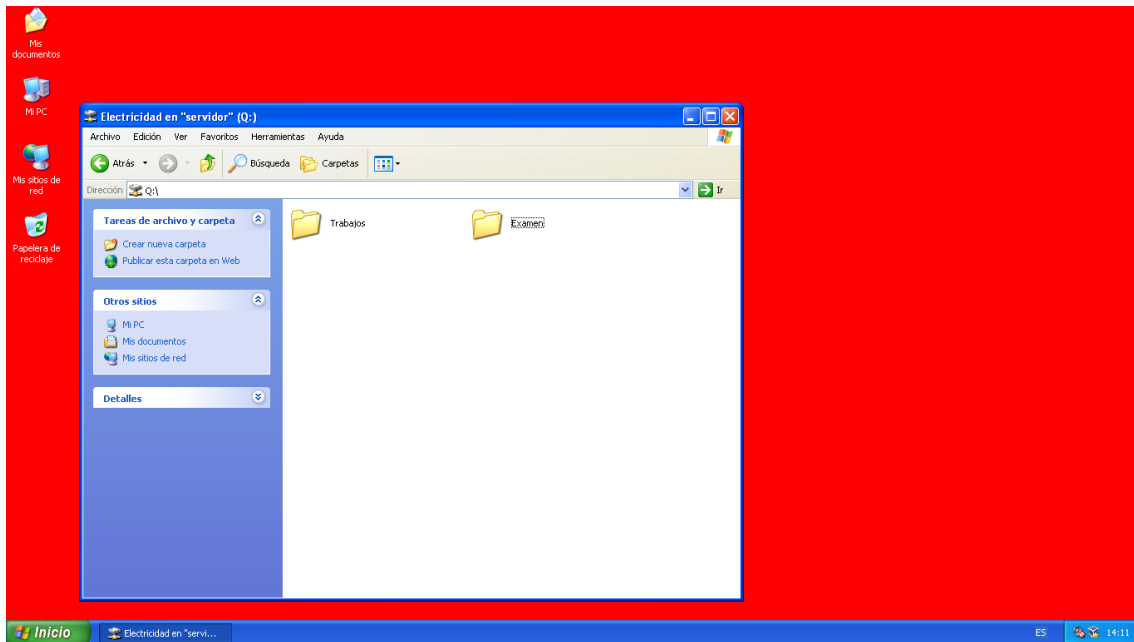 Mis
documentos
Mi PC
Mis sitios de
red
Papelera de
reciclaje
Electricidad en "servidor" (Q:)
Archivo Edición Ver Favoritos Herramientas Ayuda
Atrás Búsqueda Carpetas
Dirección Q:\ Ir
Tareas de archivo y carpeta
Crear nueva carpeta
Publicar esta carpeta en Web
Otros sitios
Mi PC
Mis documentos
Mis sitios de red
Detalles
Trabajos Examen
Inicio Electricidad en "servi... ES 14:11